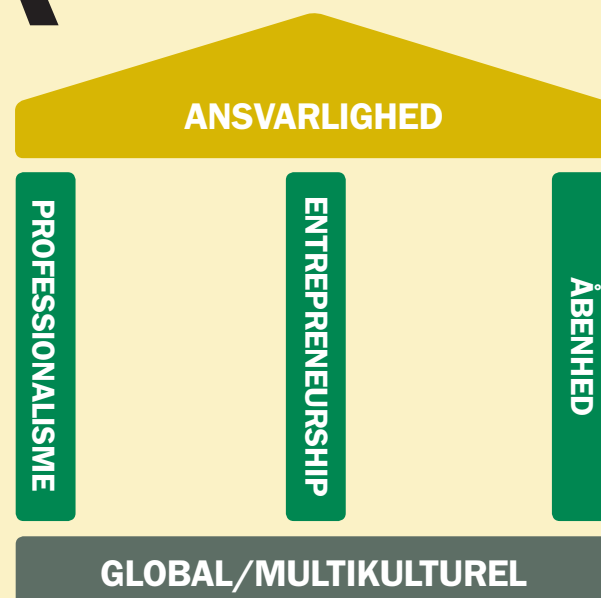 ANSVARLIGHED
PROFESSIONALISME
ENTREPRENEURSHIP
ÅBENHED
GLOBAL/MULTIKULTUREL